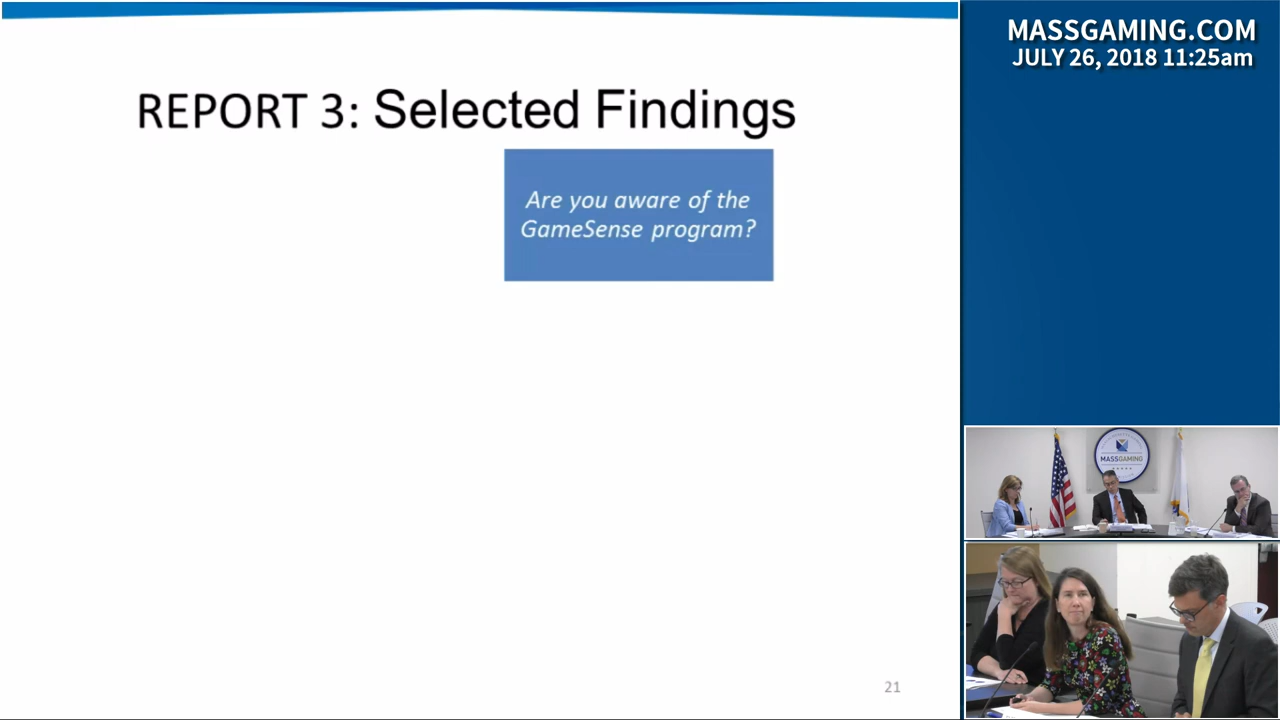 MASSGAMING.COM
JULY 26, 2018 11:25am
REPORT 3: Selected Findings
Are you aware of the
GameSense program?
21
MASSGAMING